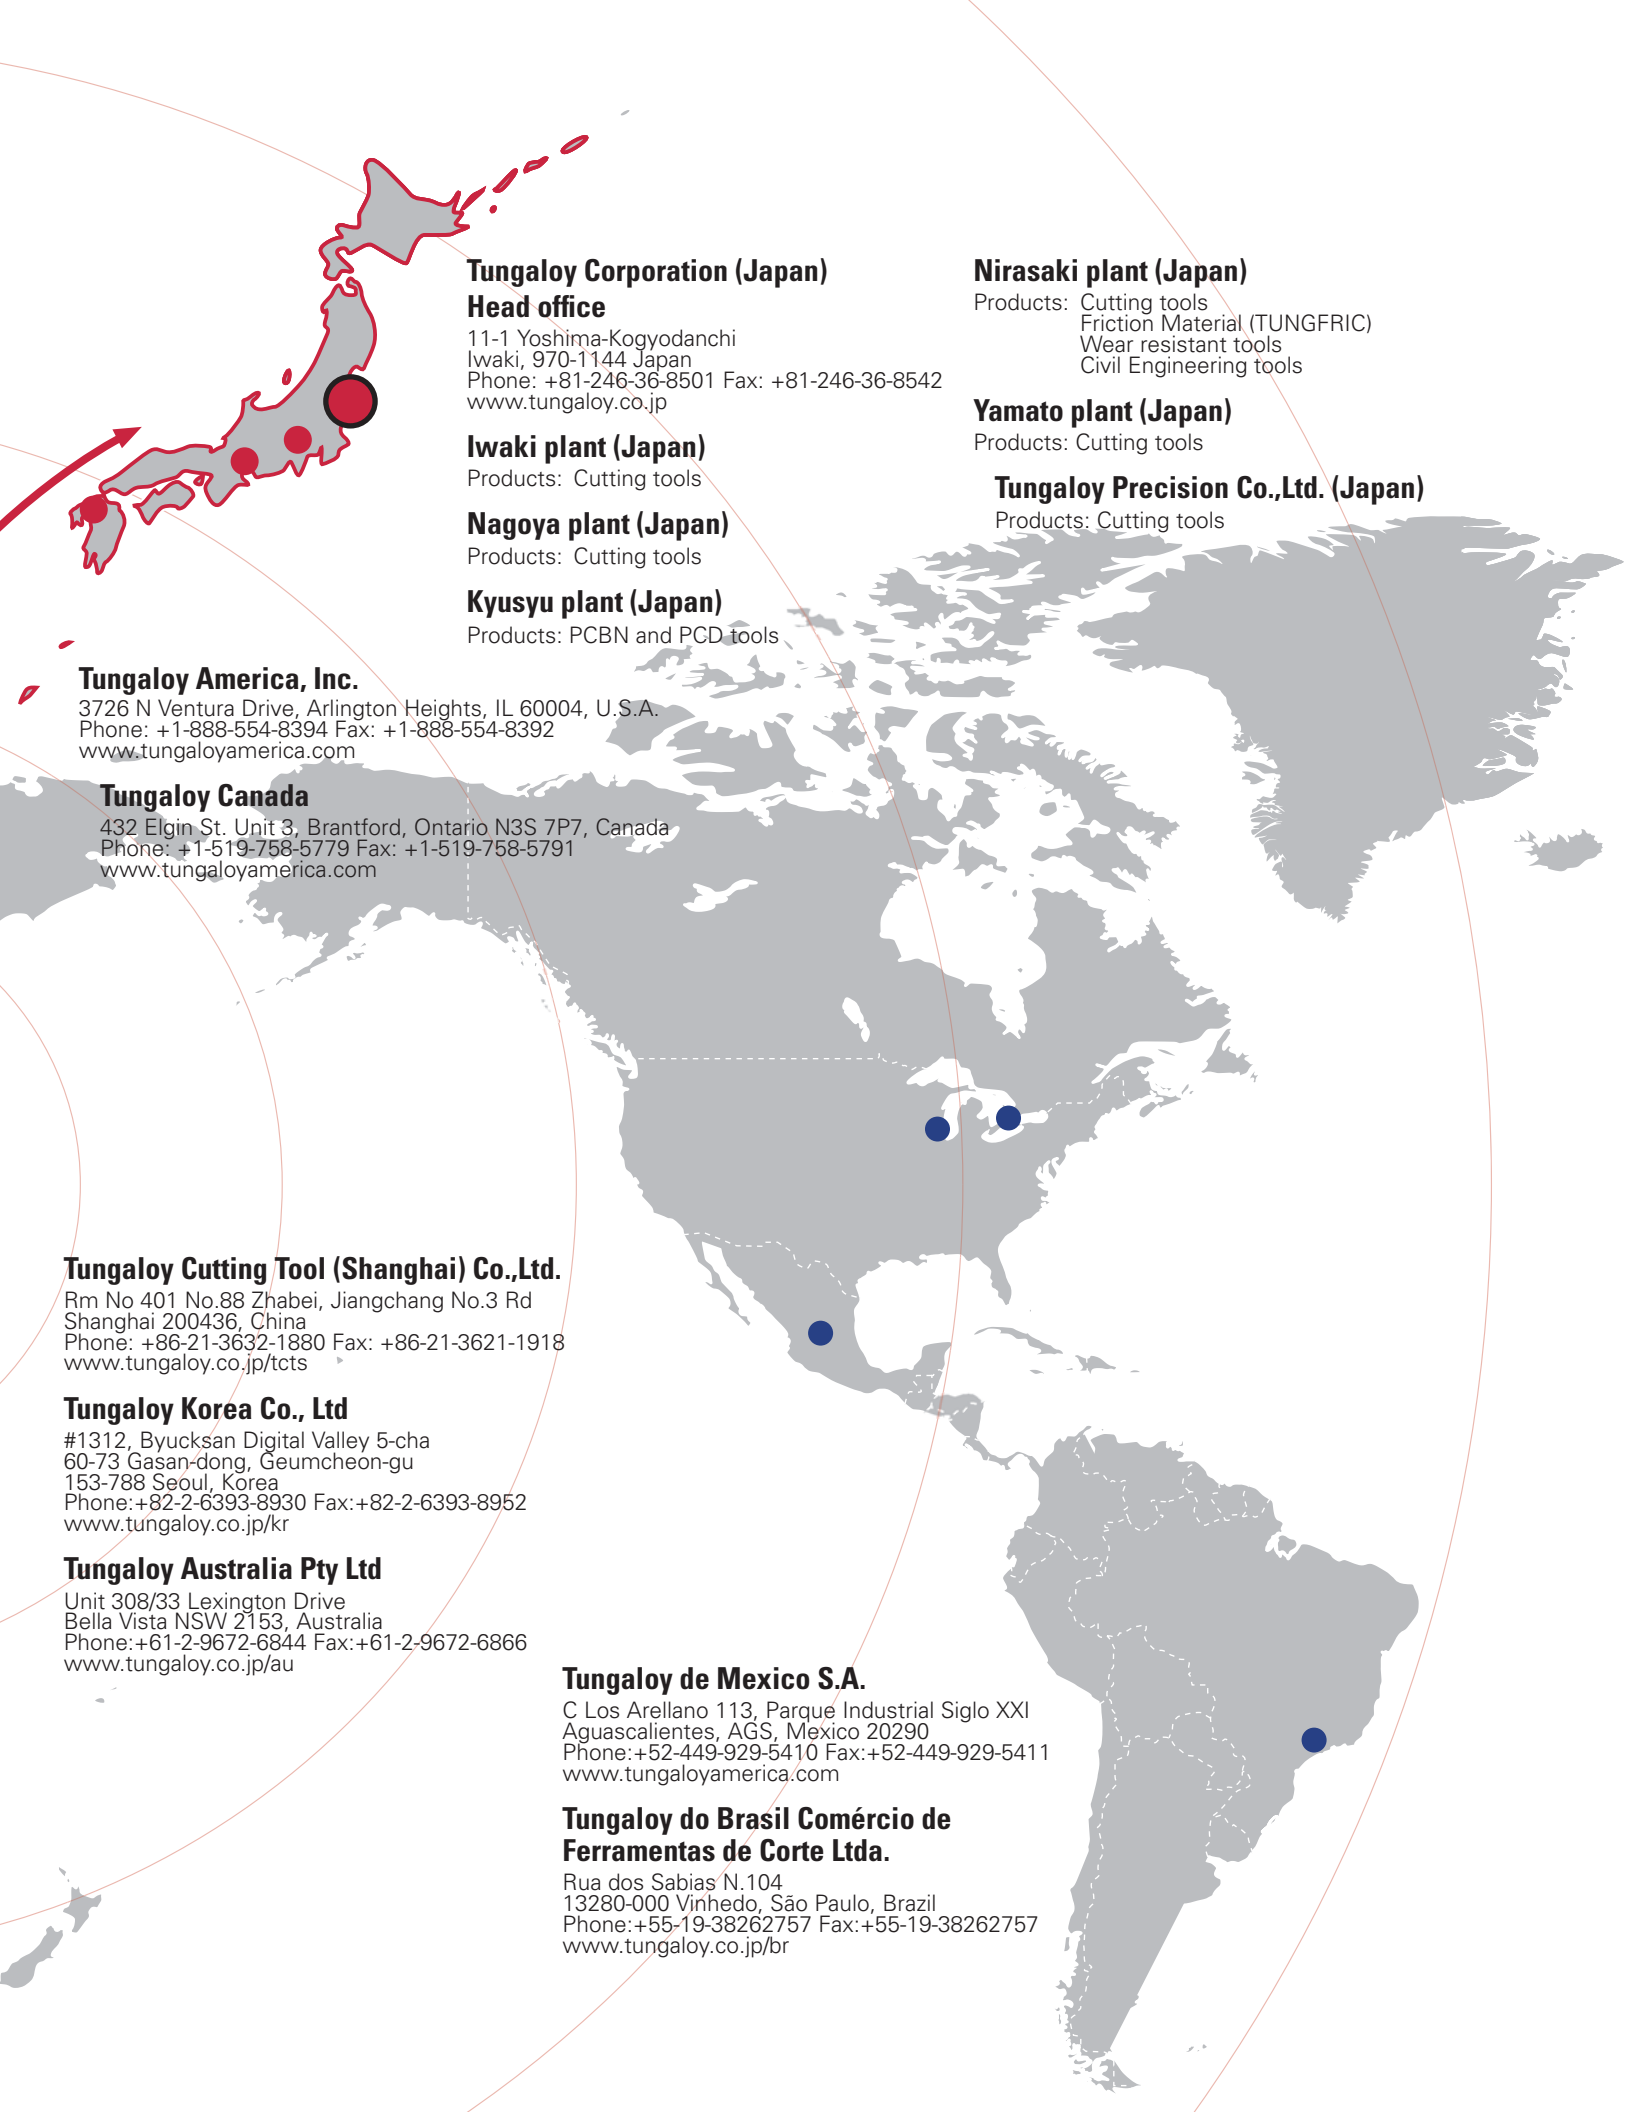 Tungaloy Corporation (Japan)
Head office
11-1 Yoshima-Kogyodanchi
Iwaki, 970-1144 Japan
Phone: +81-246-36-8501 Fax: +81-246-36-8542
www.tungaloy.co.jp
Iwaki plant (Japan)
Products: Cutting tools
Nagoya plant (Japan)
Products: Cutting tools
Kyusyu plant (Japan)
Products: PCBN and PCD tools
Nirasaki plant (Japan)
Products: Cutting tools
Friction Material (TUNGFRIC)
Wear resistant tools
Civil Engineering tools
Yamato plant (Japan)
Products: Cutting tools
Tungaloy Precision Co.,Ltd. (Japan)
Products: Cutting tools
Tungaloy America, Inc.
3726 N Ventura Drive, Arlington Heights, IL 60004, U.S.A.
Phone: +1-888-554-8394 Fax: +1-888-554-8392
www.tungaloyamerica.com
Tungaloy Canada
432 Elgin St. Unit 3, Brantford, Ontario N3S 7P7, Canada
Phone: +1-519-758-5779 Fax: +1-519-758-5791
www.tungaloyamerica.com
Tungaloy Cutting Tool (Shanghai) Co.,Ltd.
Rm No 401 No.88 Zhabei, Jiangchang No.3 Rd
Shanghai 200436, China
Phone: +86-21-3632-1880 Fax: +86-21-3621-1918
www.tungaloy.co.jp/tcts
Tungaloy Korea Co., Ltd
#1312, Byucksan Digital Valley 5-cha
60-73 Gasan-dong, Geumcheon-gu
153-788 Seoul, Korea
Phone:+82-2-6393-8930 Fax:+82-2-6393-8952
www.tungaloy.co.jp/kr
Tungaloy Australia Pty Ltd
Unit 308/33 Lexington Drive
Bella Vista NSW 2153, Australia
Phone:+61-2-9672-6844 Fax:+61-2-9672-6866
www.tungaloy.co.jp/au
Tungaloy de Mexico S.A.
C Los Arellano 113, Parque Industrial Siglo XXI
Aguascalientes, AGS, Mexico 20290
Phone:+52-449-929-5410 Fax:+52-449-929-5411
www.tungaloyamerica.com
Tungaloy do Brasil Comércio de
Ferramentas de Corte Ltda.
Rua dos Sabias N.104
13280-000 Vinhedo, São Paulo, Brazil
Phone:+55-19-38262757 Fax:+55-19-38262757
www.tungaloy.co.jp/br